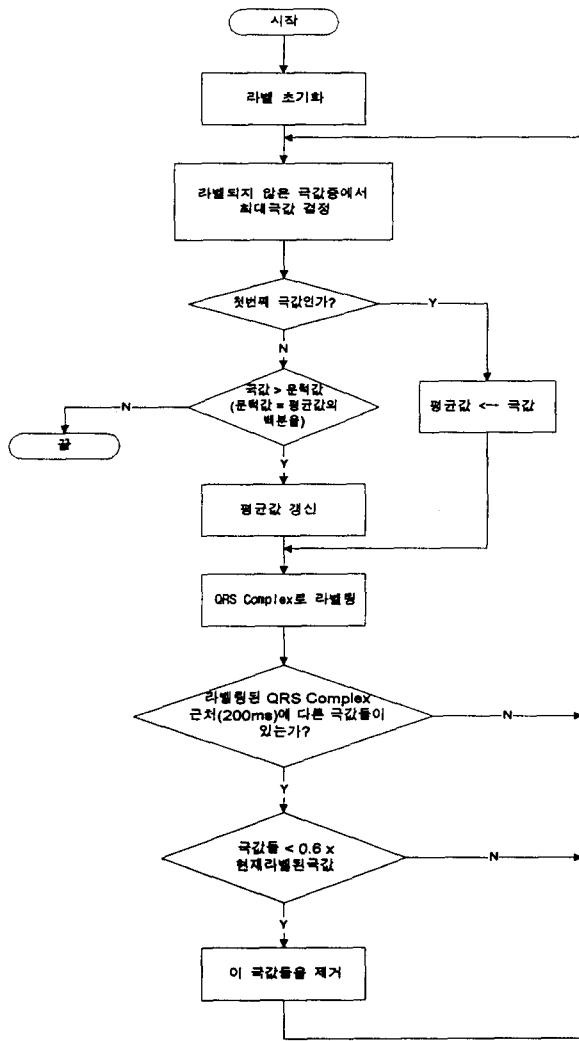 시작
라벨 초기화
라벨되지 않은 극값중에서
최대극값 결정
첫번째 극값인가?
Y
N
극값 > 문턱값
(문턱값 = 평균값의
백분율)
N
끝
평균값 <-- 극값
Y
평균값 갱신
QRS Complex로 라벨링
라벨링된 QRS Complex
근처(200ms)에 다른 극값들이
있는가?
N
Y
극값들 < 0.6 x
현재라벨된극값
N
Y
이 극값들을 제거